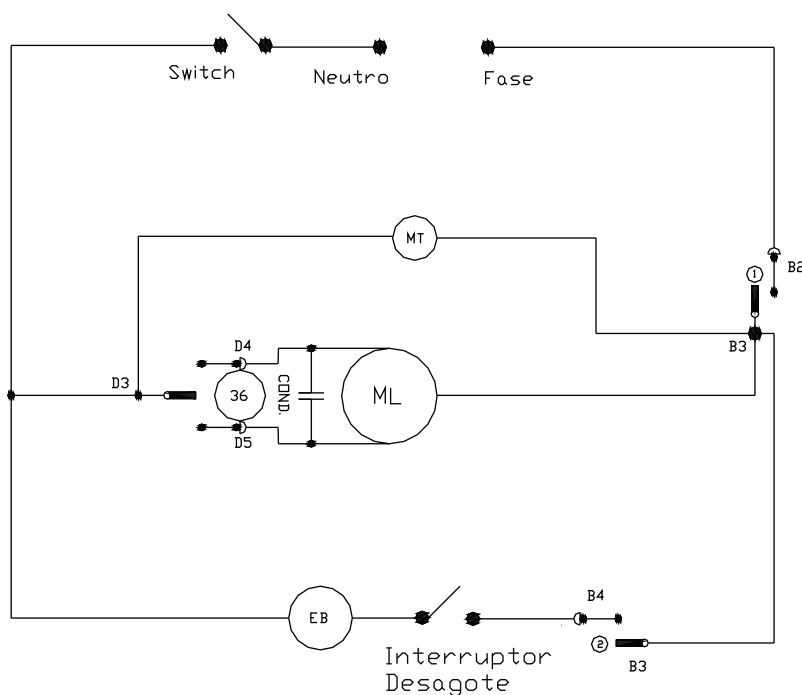 Switch
Neutro
Fase
MT
1
B2
B3
D4
D3
36
COND.
ML
D5
B4
EB
2
Interruptor
Desagote
B3